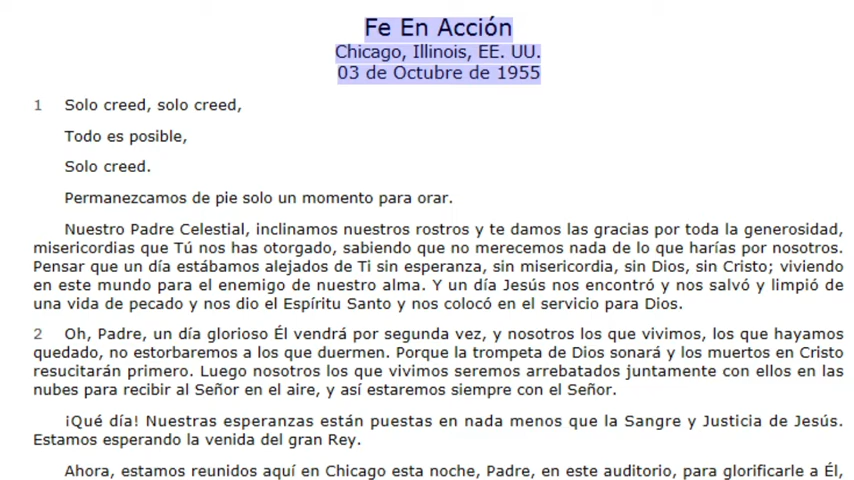 Fe En Acción
Chicago, Illinois, EE. UU.
03 de Octubre de 1955
1 Solo creed, solo creed,
Todo es posible,
Solo creed.
Permanezcamos de pie solo un momento para orar.
Nuestro Padre Celestial, inclinamos nuestros rostros y te damos las gracias por toda la generosidad,
misericordias que Tú nos has otorgado, sabiendo que no merecemos nada de lo que harías por nosotros.
Pensar que un día estábamos alejados de Ti sin esperanza, sin misericordia, sin Dios, sin Cristo; viviendo
en este mundo para el enemigo de nuestro alma. Y un día Jesús nos encontró y nos salvó y limpió de
una vida de pecado y nos dio el Espíritu Santo y nos colocó en el servicio para Dios.
2 Oh, Padre, un día glorioso Él vendrá por segunda vez, y nosotros los que vivimos, los que hayamos
quedado, no estorbaremos a los que duermen. Porque la trompeta de Dios sonará y los muertos en Cristo
resucitarán primero. Luego nosotros los que vivimos seremos arrebatados juntamente con ellos en las
nubes para recibir al Señor en el aire, y así estaremos siempre con el Señor.
¡Qué día! Nuestras esperanzas están puestas en nada menos que la Sangre y Justicia de Jesús.
Estamos esperando la venida del gran Rey.
Ahora, estamos reunidos aquí en Chicago esta noche, Padre, en este auditorio, para glorificarle a Él,